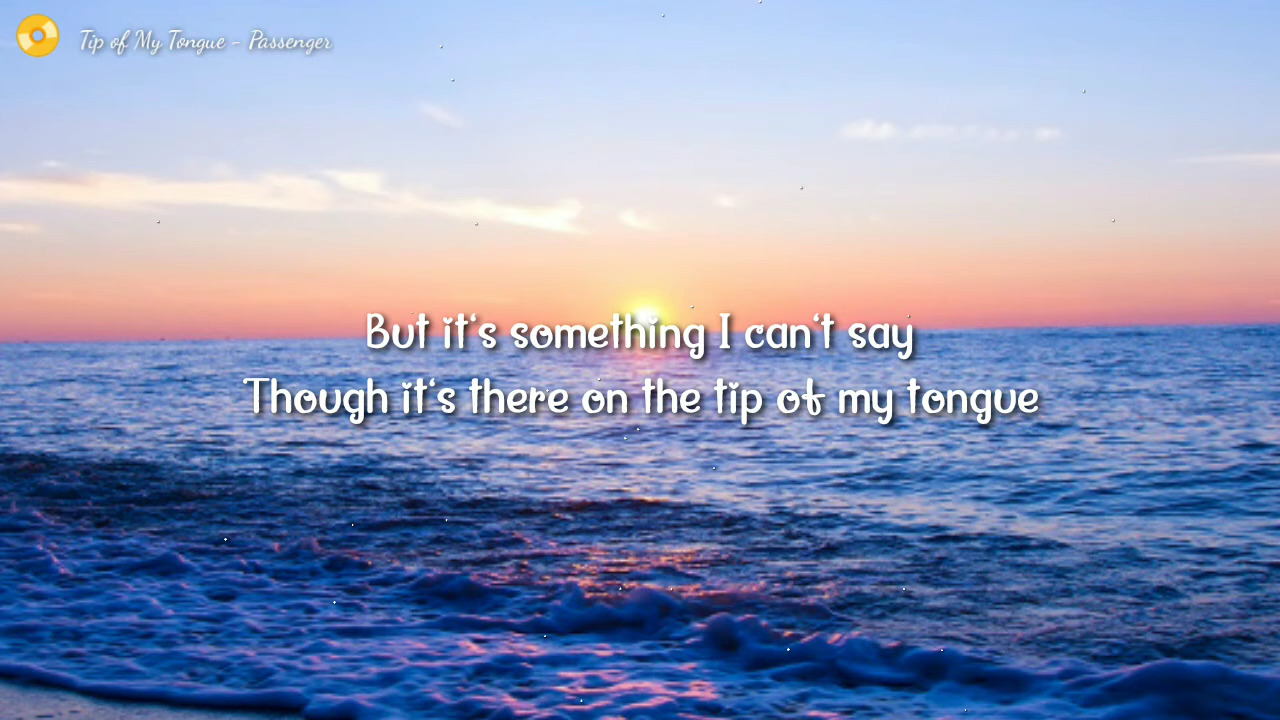 Tip of My Tongue - Passenger
But it's something I can't say
Though it's there on the tip of my tongue